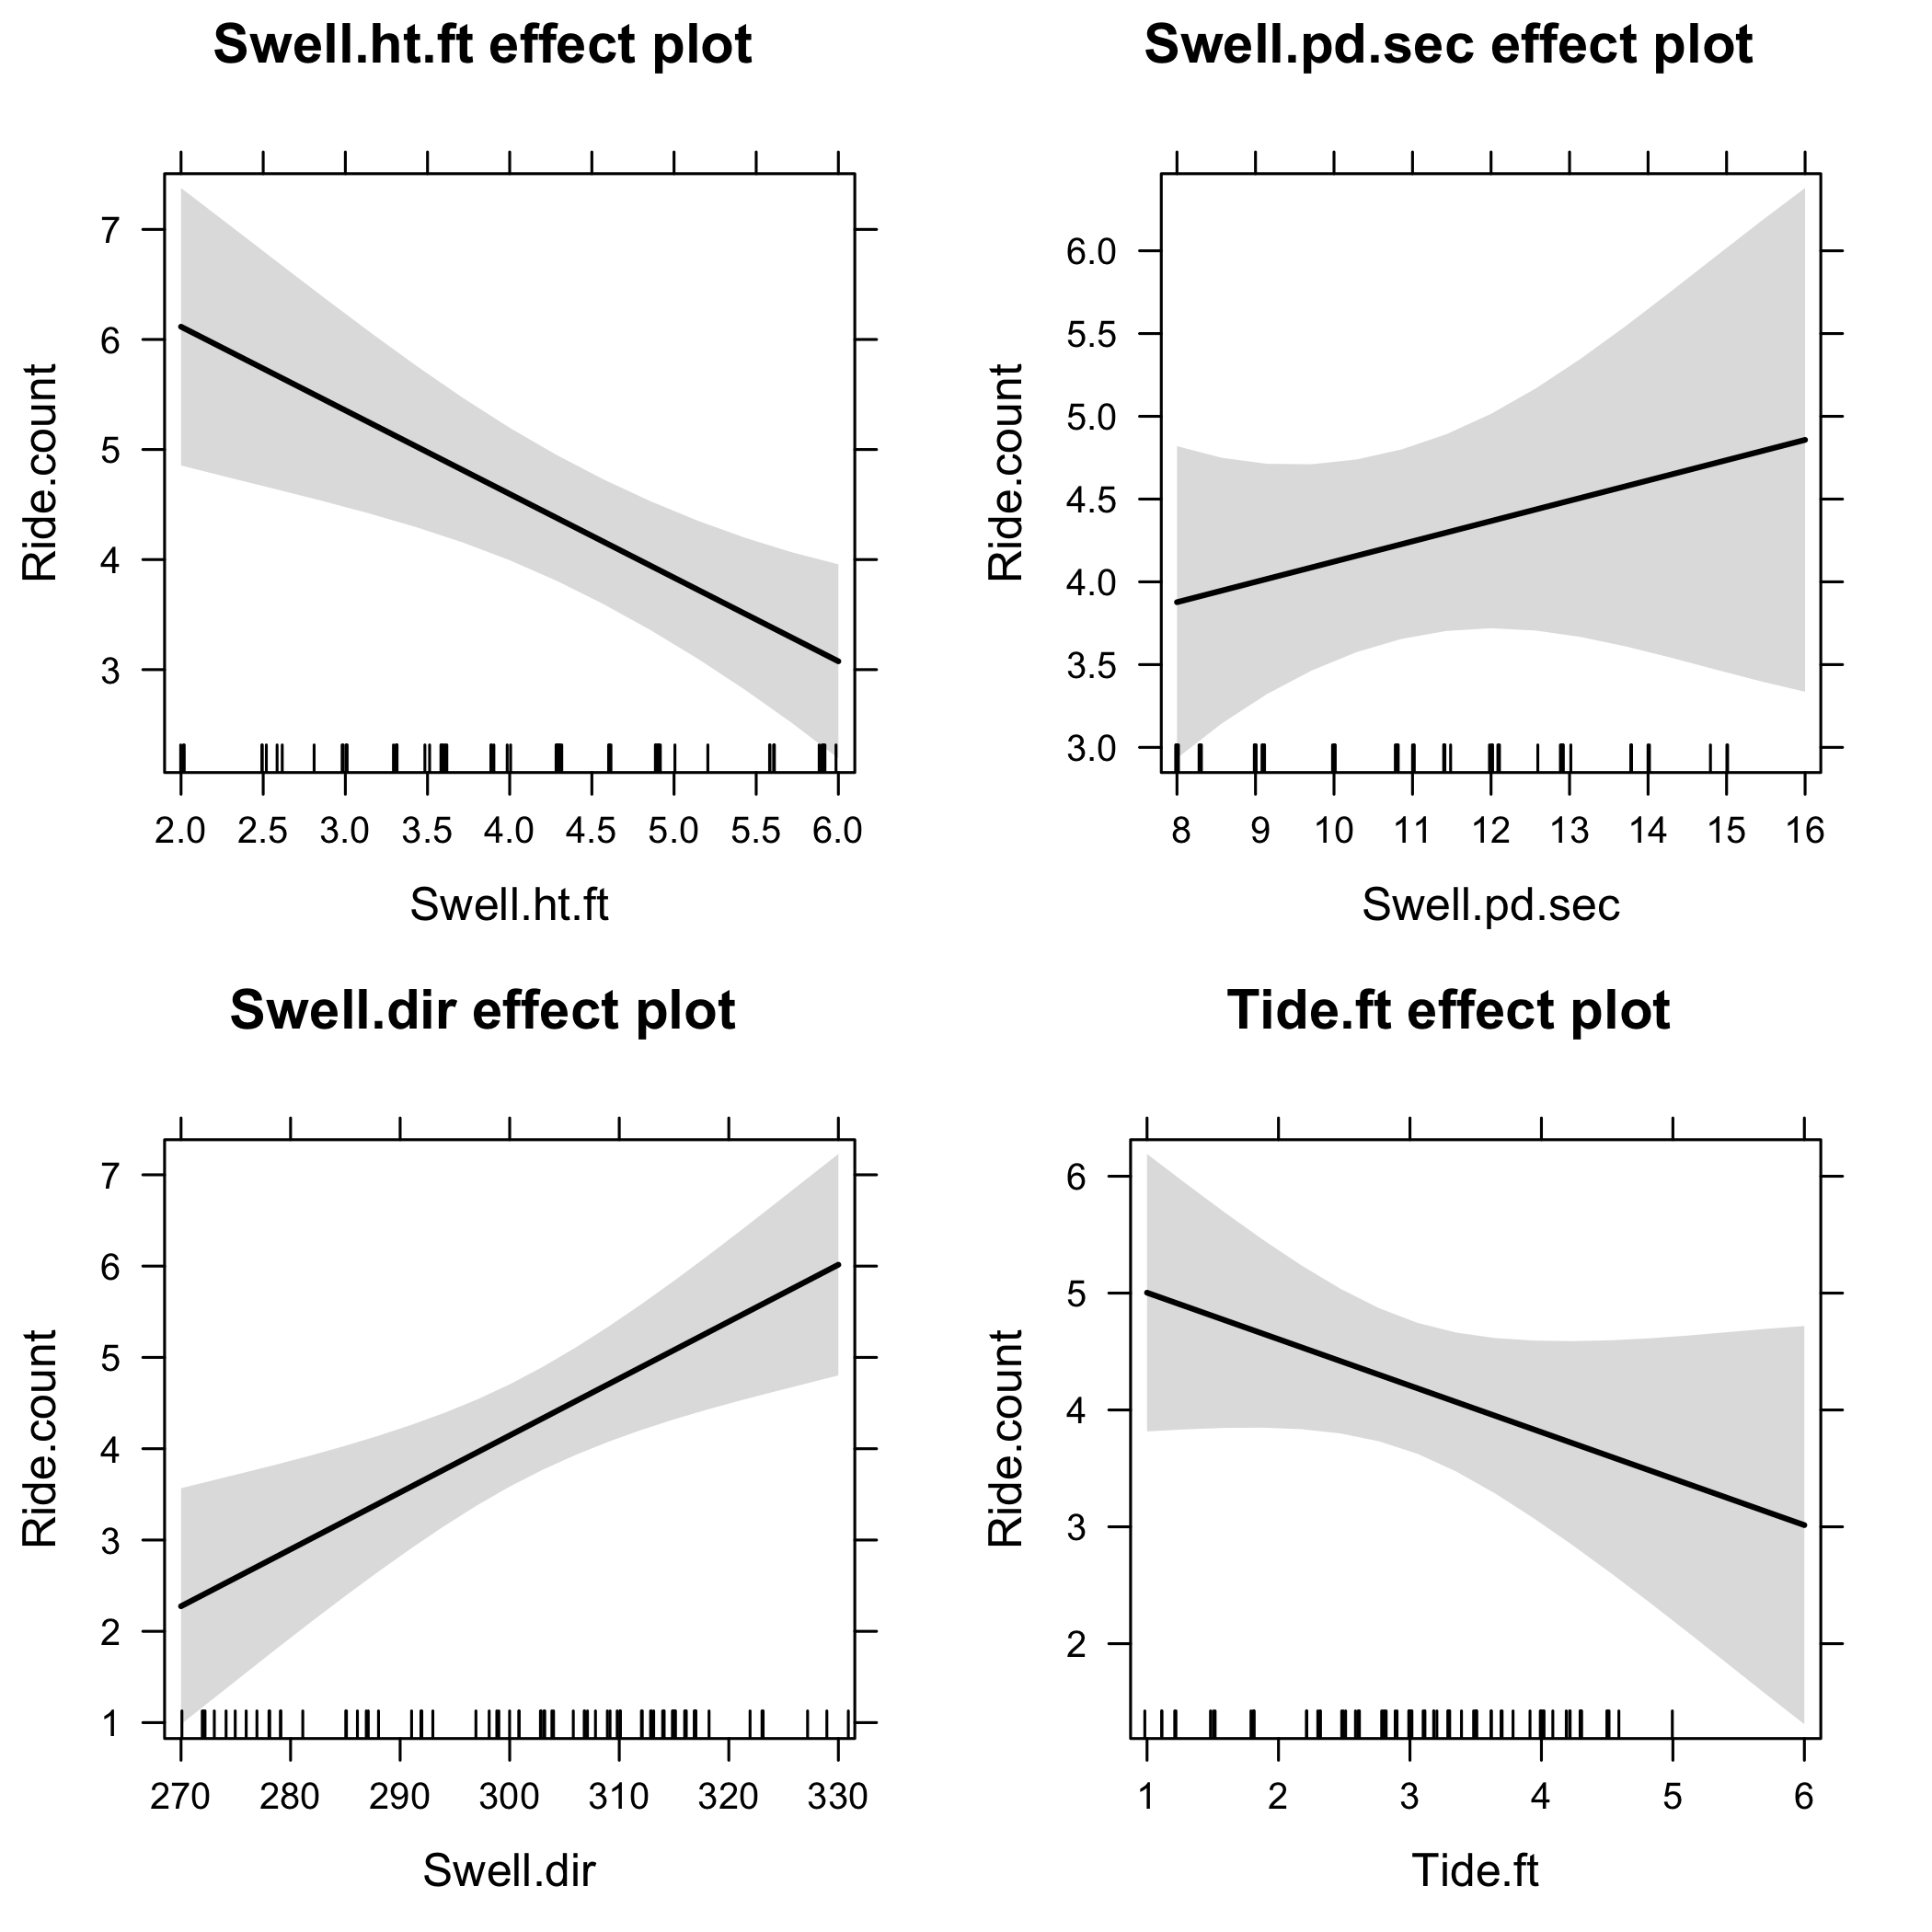 Swell.ht.ft effect plot
Ride.count
7
6
5
4
3
2.0 2.5 3.0 3.5 4.0 4.5 5.0 5.5 6.0
Swell.ht.ft
Swell.pd.sec effect plot
Ride.count
6.0
5.5
5.0
4.5
4.0
3.5
3.0
8 9 10 11 12 13 14 15 16
Swell.pd.sec
Swell.dir effect plot
Ride.count
7
6
5
4
3
2
1
270 280 290 300 310 320 330
Swell.dir
Tide.ft effect plot
Ride.count
6
5
4
3
2
1 2 3 4 5 6
Tide.ft